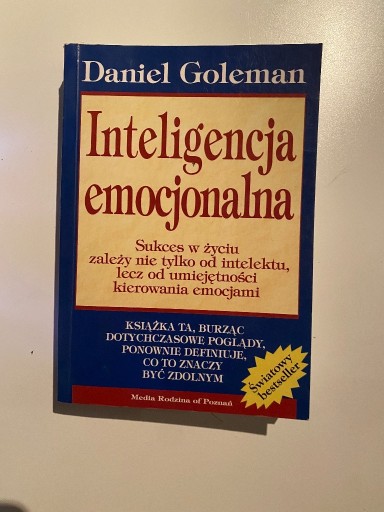 Daniel Goleman
Inteligencja
emocjonalna
Sukces w życiu
zależy nie tylko od intelektu,
lecz od umiejętności
kierowania emocjami
KSIĄŻKA TA, BURZĄC
DOTYCHCZASOWE POGLĄDY,
PONOWNIE DEFINIUJE,
CO TO ZNACZY
BYĆ ZDOLNYM
Światowy
bestseller
Media Rodzina of Poznań